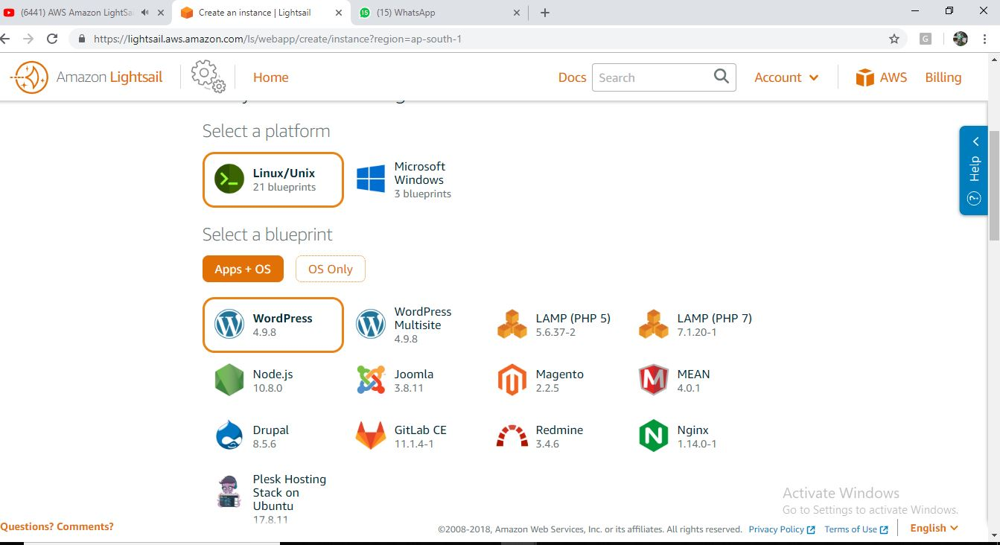 (6441) AWS Amazon LightSa
Create an instance | Lightsail
(15) WhatsApp
https://lightsail.aws.amazon.com/ls/webapp/create/instance?region=ap-south-1
G
Amazon Lightsail
Home
Docs
Search
Account
AWS
Billing
Select a platform
Linux/Unix
21 blueprints
Microsoft
Windows
3 blueprints
Help
Select a blueprint
Apps + OS
OS Only
WordPress
4.9.8
WordPress
Multisite
4.9.8
LAMP (PHP 5)
5.6.37-2
LAMP (PHP 7)
7.1.20-1
Node.js
10.8.0
Joomla
3.8.11
Magento
2.2.5
MEAN
4.0.1
Drupal
8.5.6
GitLab CE
11.1.4-1
Redmine
3.4.6
Nginx
1.14.0-1
Plesk Hosting
Stack on
Ubuntu
17.8.11
Activate Windows
Go to Settings to activate Windows.
Questions? Comments?
©2008-2018, Amazon Web Services, Inc. or its affiliates. All rights reserved.
Privacy Policy
Terms of Use
English